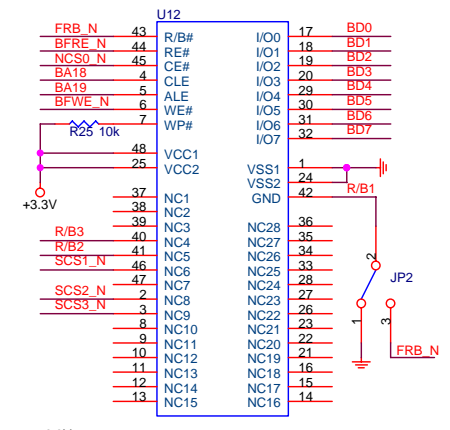 U12
FRB_N 43 R/B# I/O0 17 BD0
BFRE_N 44 RE# I/O1 18 BD1
NCS0_N 45 CE# I/O2 19 BD2
BA18 4 CLE I/O3 20 BD3
BA19 5 ALE I/O4 29 BD4
BFWE_N 6 WE# I/O5 30 BD5
R25 10k 7 WP# I/O6 31 BD6
I/O7 32 BD7
48 VCC1
25 VCC2 VSS1 1
VSS2 24
+3.3V
37 NC1 GND 42 R/B1
38 NC2
39 NC3 NC28 36
R/B3 40 NC4 NC27 35
R/B2 41 NC5 NC26 34
SCS1_N 46 NC6 NC25 33
47 NC7 NC24 28
SCS2_N 2 NC8 NC23 27
SCS3_N 3 NC9 NC22 26
8 NC10 NC21 23
9 NC11 NC20 22
10 NC12 NC19 21
11 NC13 NC18 16
12 NC14 NC17 15
13 NC15 NC16 14
2
JP2
1
3
FRB_N